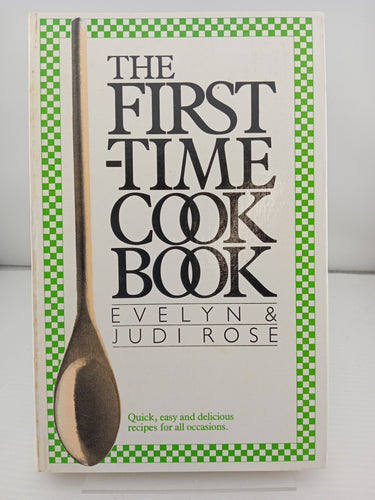 THE
FIRST
-TIME
COOK
BOOK
EVELYN &
JUDI ROSE
Quick, easy and delicious
recipes for all occasions.